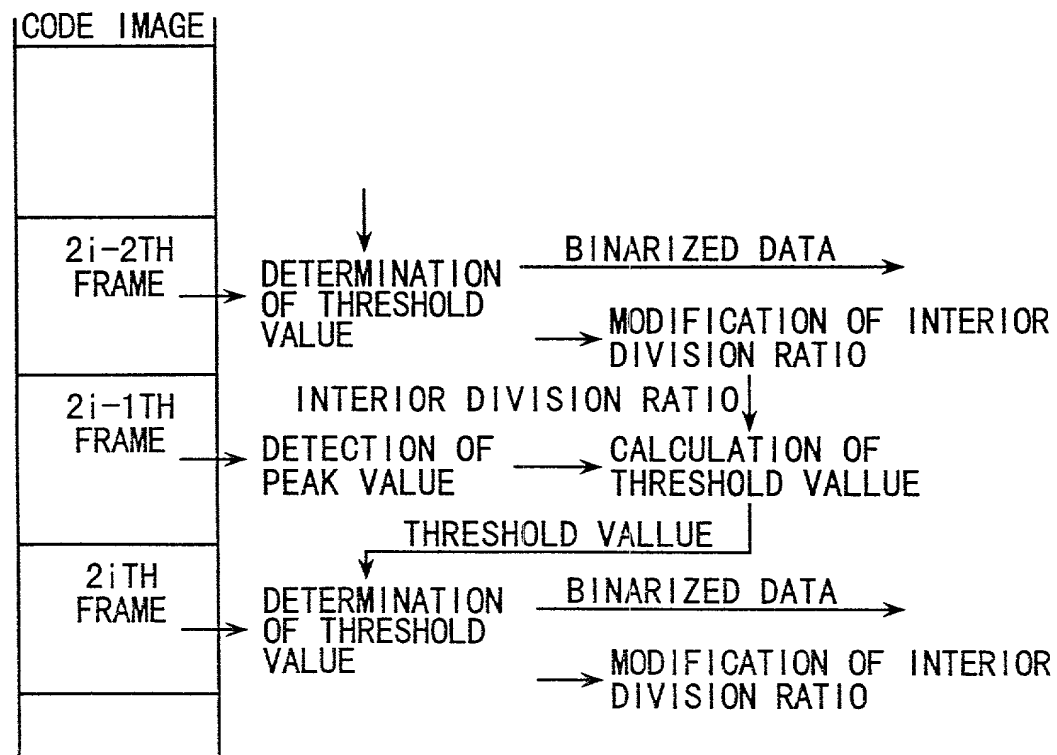 CODE IMAGE
2i-2TH
FRAME
DETERMINATION
OF THRESHOLD
VALUE
BINARIZED DATA
MODIFICATION OF INTERIOR
DIVISION RATIO
INTERIOR DIVISION RATIO
2i-1TH
FRAME
DETECTION OF
PEAK VALUE
CALCULATION OF
THRESHOLD VALLUE
THRESHOLD VALLUE
2iTH
FRAME
DETERMINATION
OF THRESHOLD
VALUE
BINARIZED DATA
MODIFICATION OF INTERIOR
DIVISION RATIO